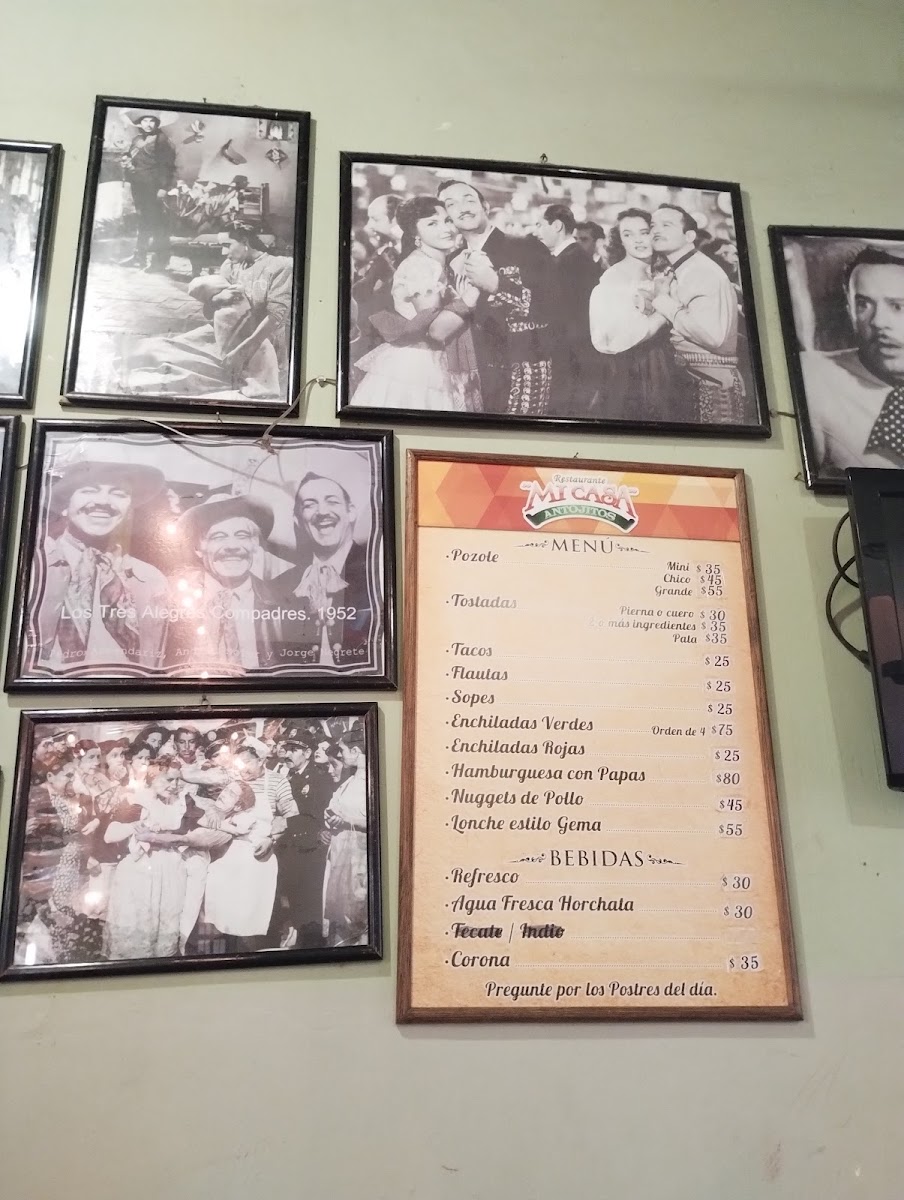 Los Tres Alegres Compadres. 1952
y Jorge Negrete
Restaurante
MI CASA
ANTOJITOS
MENÚ
·Pozole
Mini $ 35
Chico $ 45
Grande $ 55
·Tostadas
Pierna o cuero $ 30
o más ingredientes $ 35
Pata $35
·Tacos $ 25
·Flautas $ 25
·Sopes $ 25
·Enchiladas Verdes Orden de 4 $75
·Enchiladas Rojas $ 25
·Hamburguesa con Papas $80
·Nuggets de Pollo $ 45
·Lonche estilo Gema $ 55
BEBIDAS
·Refresco $ 30
·Agua Fresca Horchata $ 30
·Tecate / Indio
·Corona $ 35
Pregunte por los Postres del día.